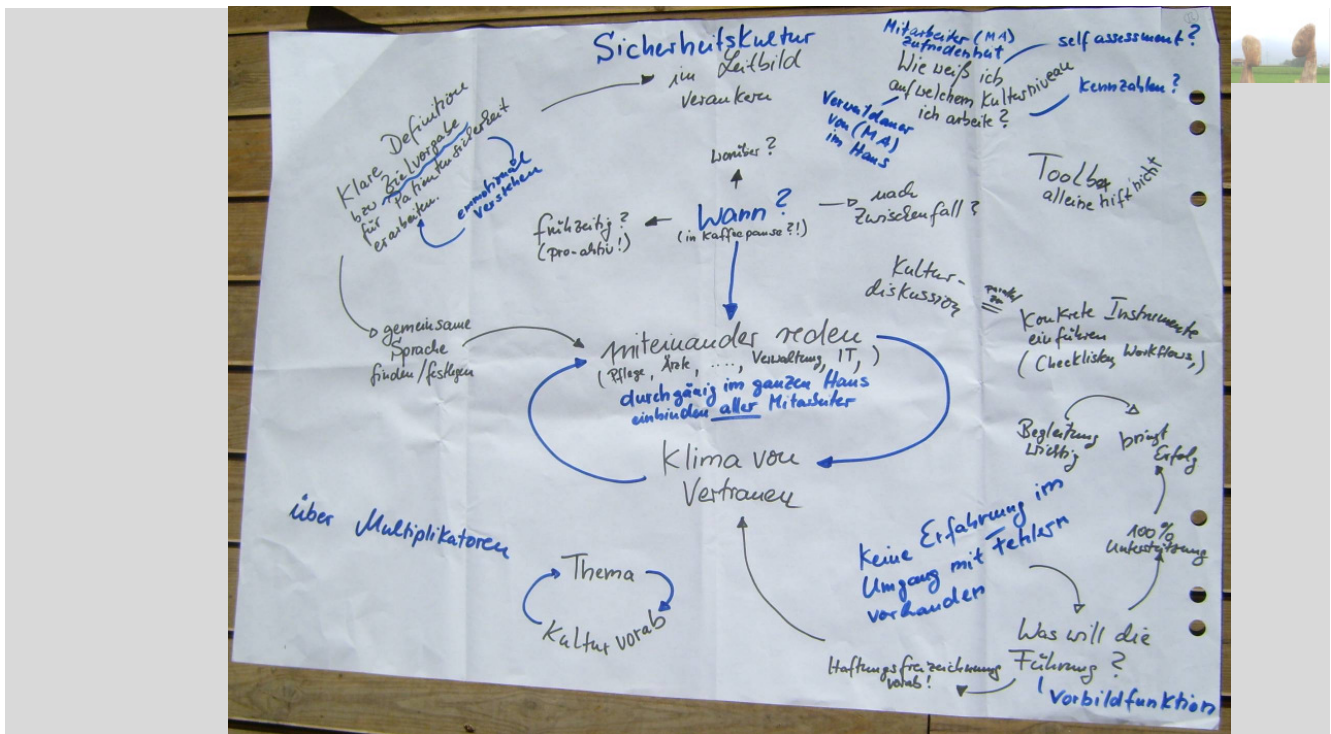 Sicherheitskultur
im Leitbild
verankern
Mitarbeiter (MA)
zufriedenheit
Wie weiß ich
auf welchem Kulturniveau
ich arbeite?
self assessment?
Kennzahlen?
Verweildauer
von (MA)
im Haus
Klare Definition
bzw Zielvorgabe
für Patientensicherheit
erarbeiten.
emmotional
verstehen
Worüber?
Wann?
(in Kaffeepause?!)
frühzeitig?
(pro-aktiv!)
nach
Zwischenfall?
Toolbox
alleine hift nicht
Kultur-
diskussion
=
Konkrete Instrumente
einführen
(Checklisten, Workflows,)
gemeinsame
Sprache
finden/festlegen
miteinander reden
(Pflege, Ärzte, ...., Verwaltung, IT, )
durchgänig im ganzen Haus
einbinden aller Mitarbeiter
Klima von
Vertrauen
Begleitung
wichtig
bringt
Erfolg
100%
Unterstützung
Keine Erfahrung im
Umgang mit Fehlern
vorhanden
über Multiplikatoren
Thema
Kultur vorab
Was will die
Führung?
Vorbildfunktion
Haftungsfreizeichnung
vorab!